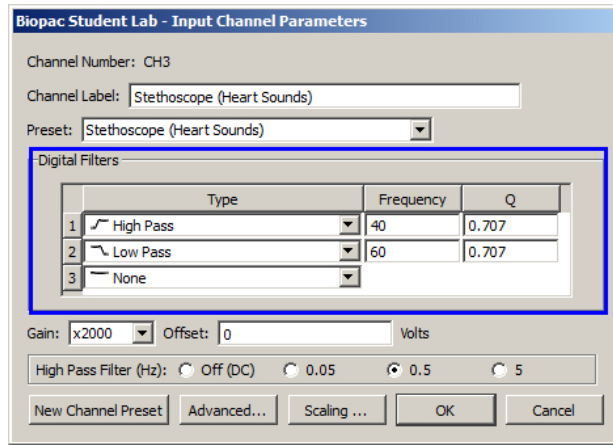 Biopac Student Lab - Input Channel Parameters
Channel Number: CH3
Channel Label: Stethoscope (Heart Sounds)
Preset: Stethoscope (Heart Sounds)
Digital Filters
Type Frequency Q
1 High Pass 40 0.707
2 Low Pass 60 0.707
3 None
Gain: x2000 Offset: 0 Volts
High Pass Filter (Hz): Off (DC) 0.05 0.5 5
New Channel Preset Advanced... Scaling ... OK Cancel